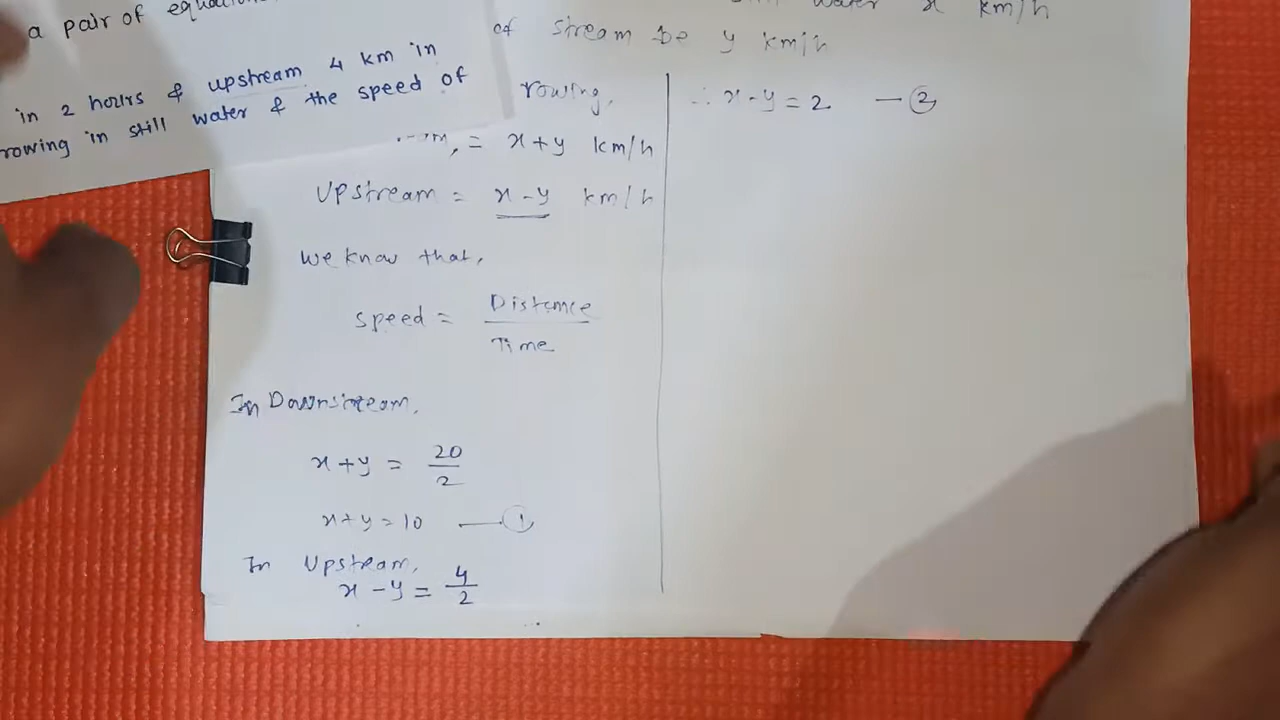 a pair of
in 2 hours & upstream 4 km in
rowing in still water & the speed of
water x km/h
of stream be y km/h
rowing,
= x+y km/h
Upstream = x-y km/h
We know that,
speed = Distance
Time
In Downstream,
x+y = 20
2
x+y = 10 —①
In Upstream,
x-y = 4
2
∴ x-y = 2 —②